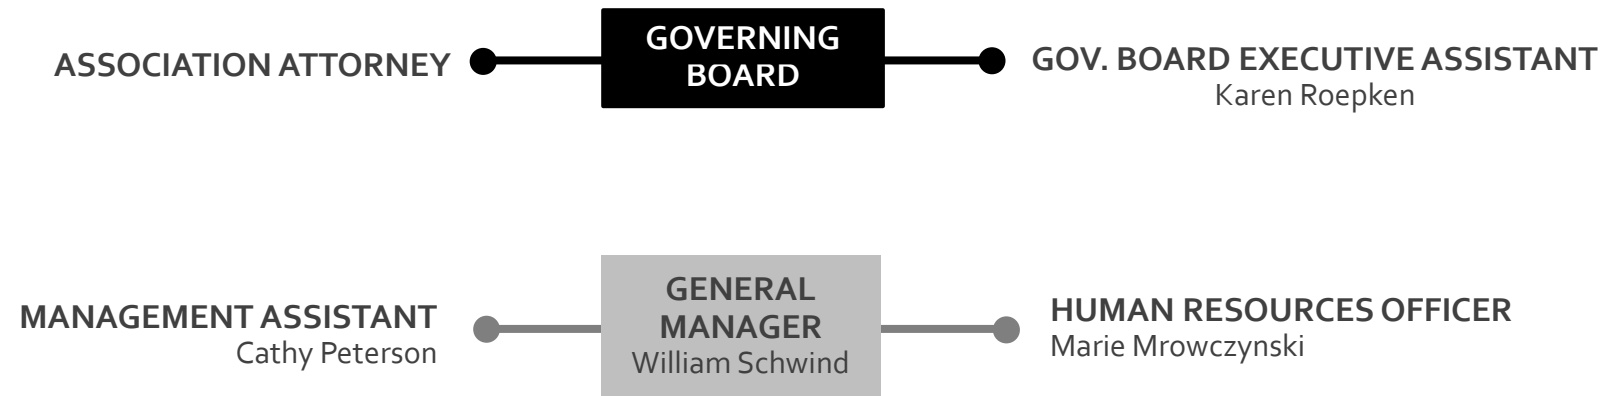 ASSOCIATION ATTORNEY
GOVERNING
BOARD
GOV. BOARD EXECUTIVE ASSISTANT
Karen Roepken
MANAGEMENT ASSISTANT
Cathy Peterson
GENERAL
MANAGER
William Schwind
HUMAN RESOURCES OFFICER
Marie Mrowczynski